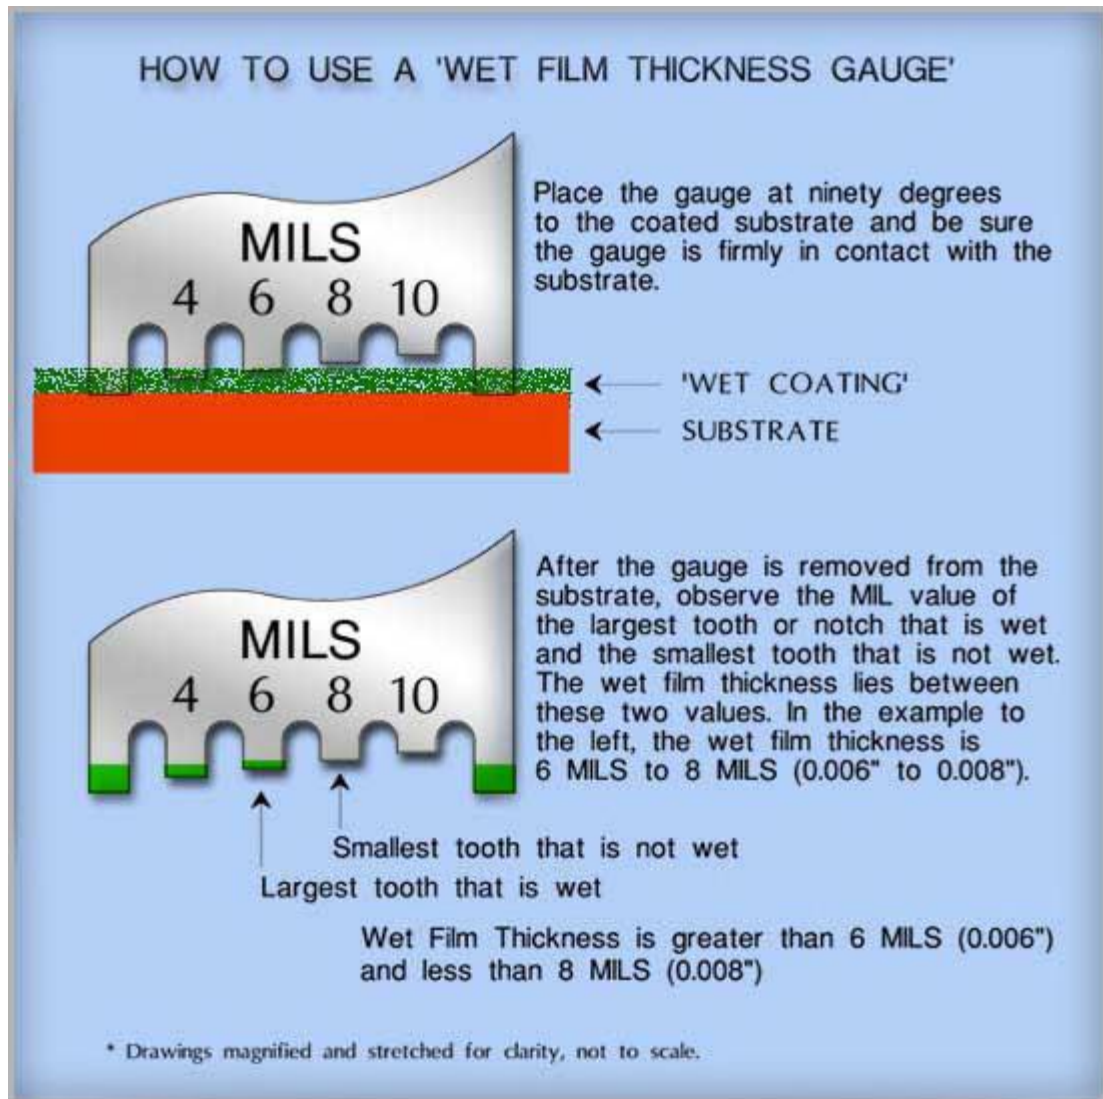 HOW TO USE A 'WET FILM THICKNESS GAUGE'
MILS
4 6 8 10
Place the gauge at ninety degrees
to the coated substrate and be sure
the gauge is firmly in contact with the
substrate.
'WET COATING'
SUBSTRATE
MILS
4 6 8 10
After the gauge is removed from the
substrate, observe the MIL value of
the largest tooth or notch that is wet
and the smallest tooth that is not wet.
The wet film thickness lies between
these two values. In the example to
the left, the wet film thickness is
6 MILS to 8 MILS (0.006" to 0.008").
Smallest tooth that is not wet
Largest tooth that is wet
Wet Film Thickness is greater than 6 MILS (0.006")
and less than 8 MILS (0.008")
* Drawings magnified and stretched for clarity, not to scale.